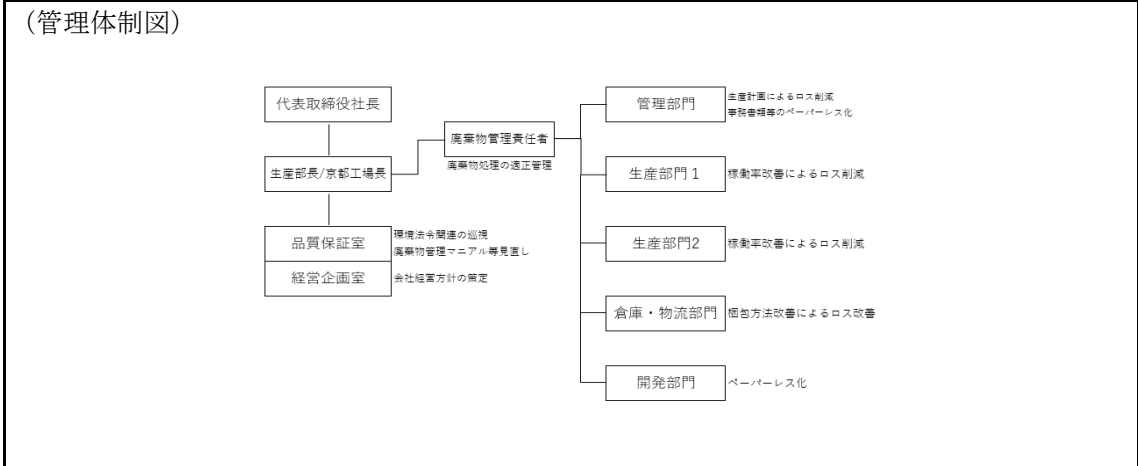 （管理体制図）
代表取締役社長
生産部長/京都工場長
品質保証室
環境法令関連の巡視
廃棄物管理マニアル等見直し
経営企画室
会社経営方針の策定
廃棄物管理責任者
廃棄物処理の適正管理
管理部門
生産計画によるロス削減
事務書類等のペーパーレス化
生産部門１
稼働率改善によるロス削減
生産部門2
稼働率改善によるロス削減
倉庫・物流部門
梱包方法改善によるロス改善
開発部門
ペーパーレス化